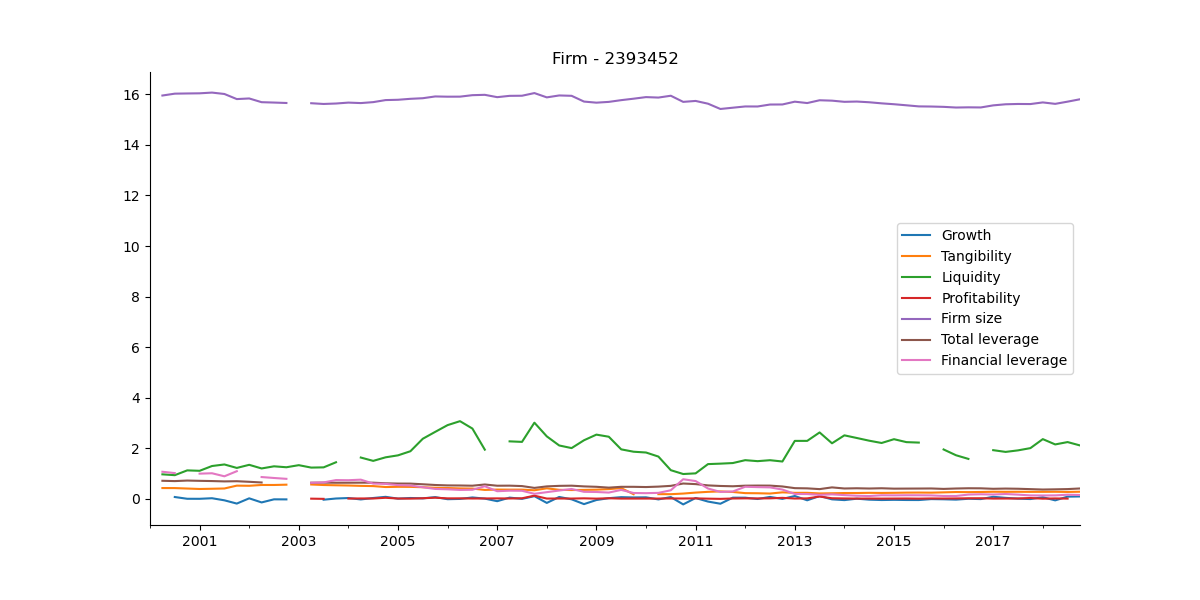 Firm - 2393452
16
14
12
10
8
6
4
2
0
Growth
Tangibility
Liquidity
Profitability
Firm size
Total leverage
Financial leverage
2001 2003 2005 2007 2009 2011 2013 2015 2017